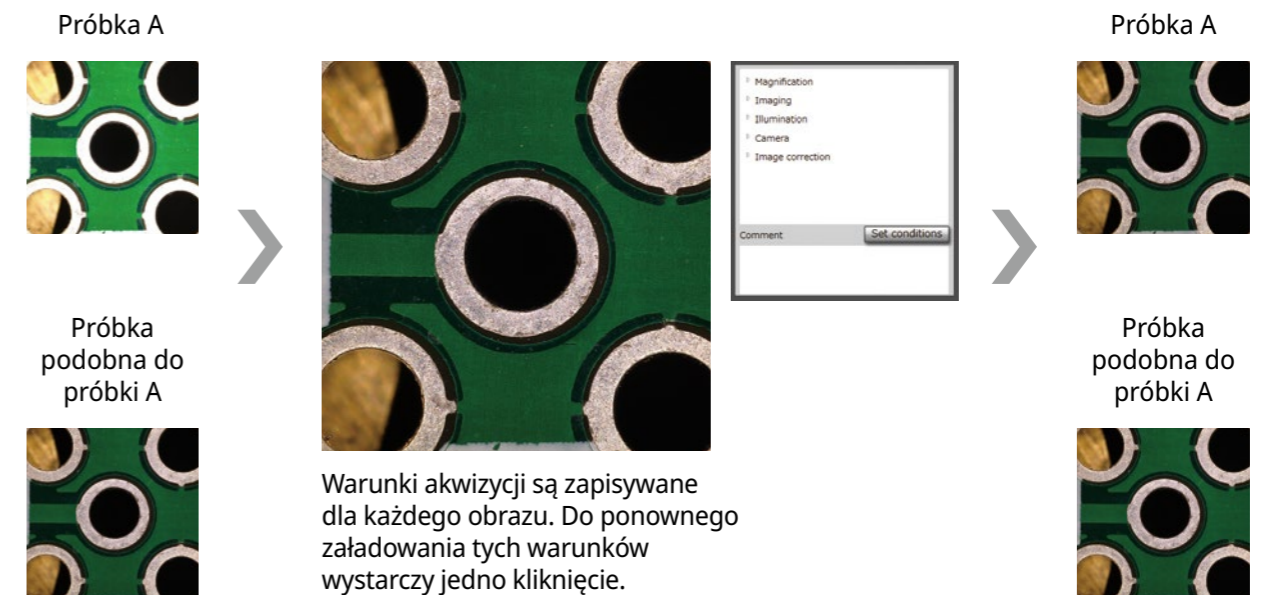 Próbka A
Próbka
podobna do
próbki A
Magnification
Imaging
Illumination
Camera
Image correction
Comment
Set conditions
Warunki akwizycji są zapisywane
dla każdego obrazu. Do ponownego
załadowania tych warunków
wystarczy jedno kliknięcie.
Próbka A
Próbka
podobna do
próbki A